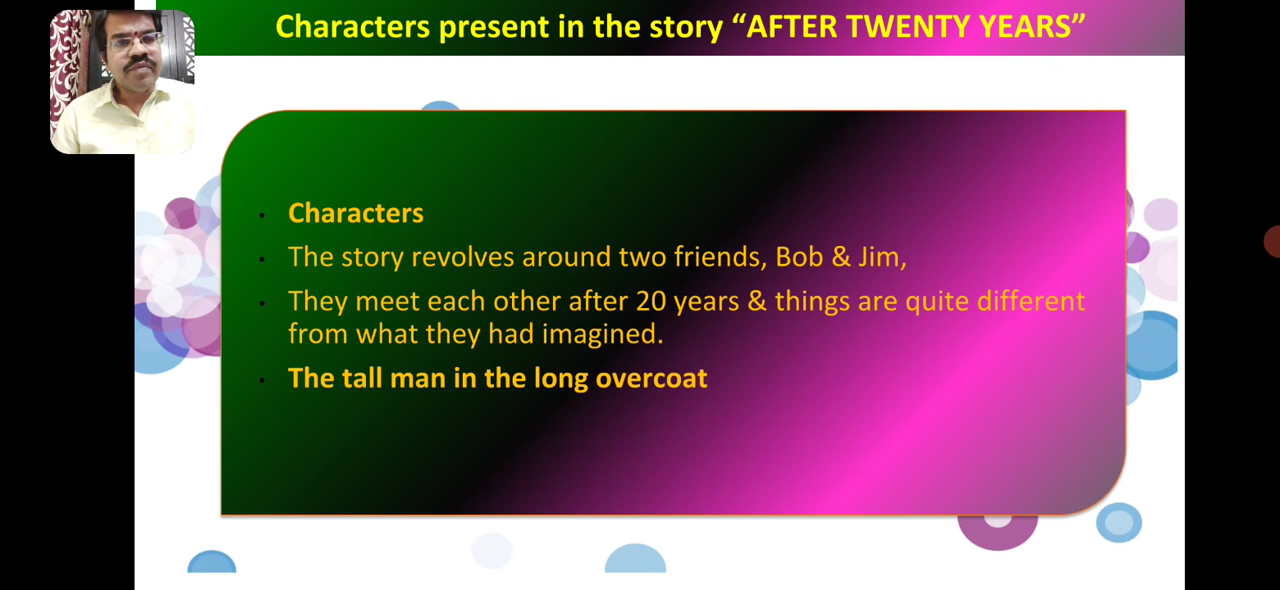 Characters present in the story “AFTER TWENTY YEARS”
Characters
The story revolves around two friends, Bob & Jim,
They meet each other after 20 years & things are quite different
from what they had imagined.
The tall man in the long overcoat